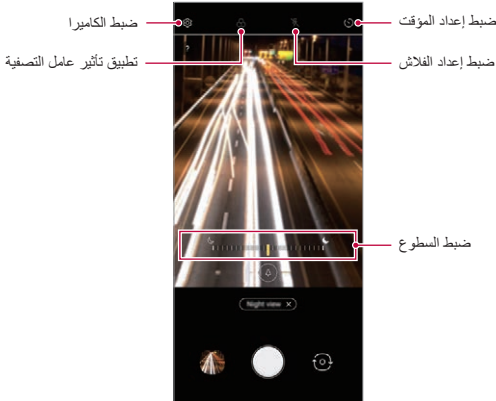 ضبط الكاميرا
تطبيق تأثير عامل التصفية
ضبط إعداد المؤقت
ضبط إعداد الفلاش
ضبط السطوع
Night view ×